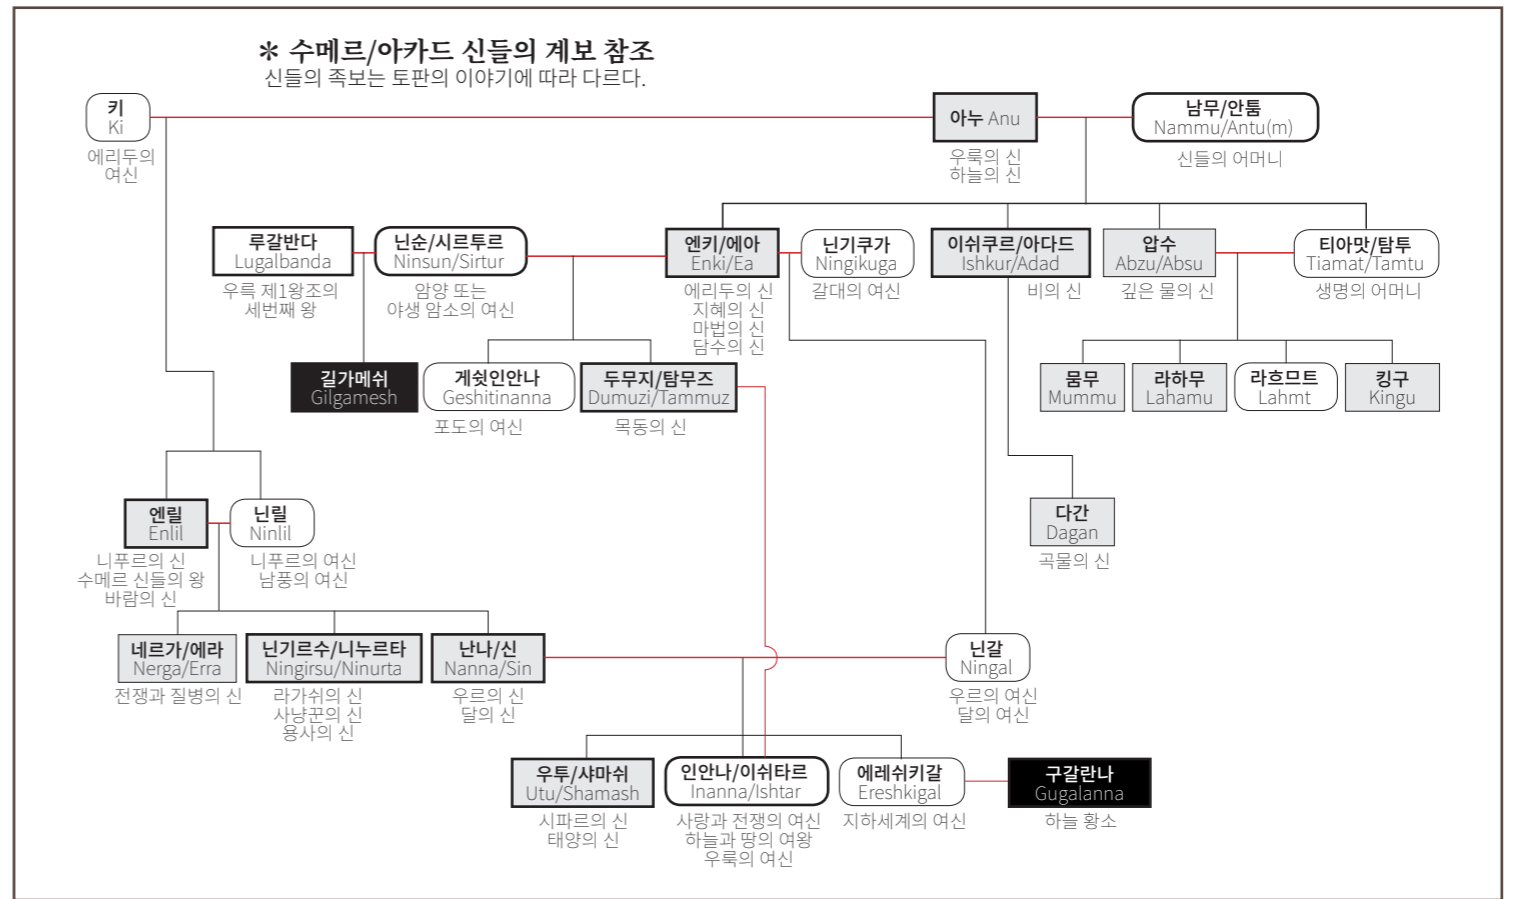 ＊ 수메르/아카드 신들의 계보 참조
신들의 족보는 토판의 이야기에 따라 다르다.
키
Ki
에리두의
여신
아누 Anu
우룩의 신
하늘의 신
남무/안툼
Nammu/Antu(m)
신들의 어머니
루갈반다
Lugalbanda
우륵 제1왕조의
세번째 왕
닌순/시르투르
Ninsun/Sirtur
암양 또는
야생 암소의 여신
엔키/에아
Enki/Ea
에리두의 신
지혜의 신
마법의 신
담수의 신
닌기쿠가
Ningikuga
갈대의 여신
이쉬쿠르/아다드
Ishkur/Adad
비의 신
압수
Abzu/Absu
깊은 물의 신
티아맛/탐투
Tiamat/Tamtu
생명의 어머니
길가메쉬
Gilgamesh
게쉿인안나
Geshitinanna
포도의 여신
두무지/탐무즈
Dumuzi/Tammuz
목동의 신
뭄무
Mummu
라하무
Lahamu
라흐므트
Lahmt
킹구
Kingu
엔릴
Enlil
니푸르의 신
수메르 신들의 왕
바람의 신
닌릴
Ninlil
니푸르의 여신
남풍의 여신
다간
Dagan
곡물의 신
네르가/에라
Nerga/Erra
전쟁과 질병의 신
닌기르수/니누르타
Ningirsu/Ninurta
라가쉬의 신
사냥꾼의 신
용사의 신
난나/신
Nanna/Sin
우르의 신
달의 신
닌갈
Ningal
우르의 여신
달의 여신
우투/샤마쉬
Utu/Shamash
시파르의 신
태양의 신
인안나/이쉬타르
Inanna/Ishtar
사랑과 전쟁의 여신
하늘과 땅의 여왕
우룩의 여신
에레쉬키갈
Ereshkigal
지하세계의 여신
구갈란나
Gugalanna
하늘 황소